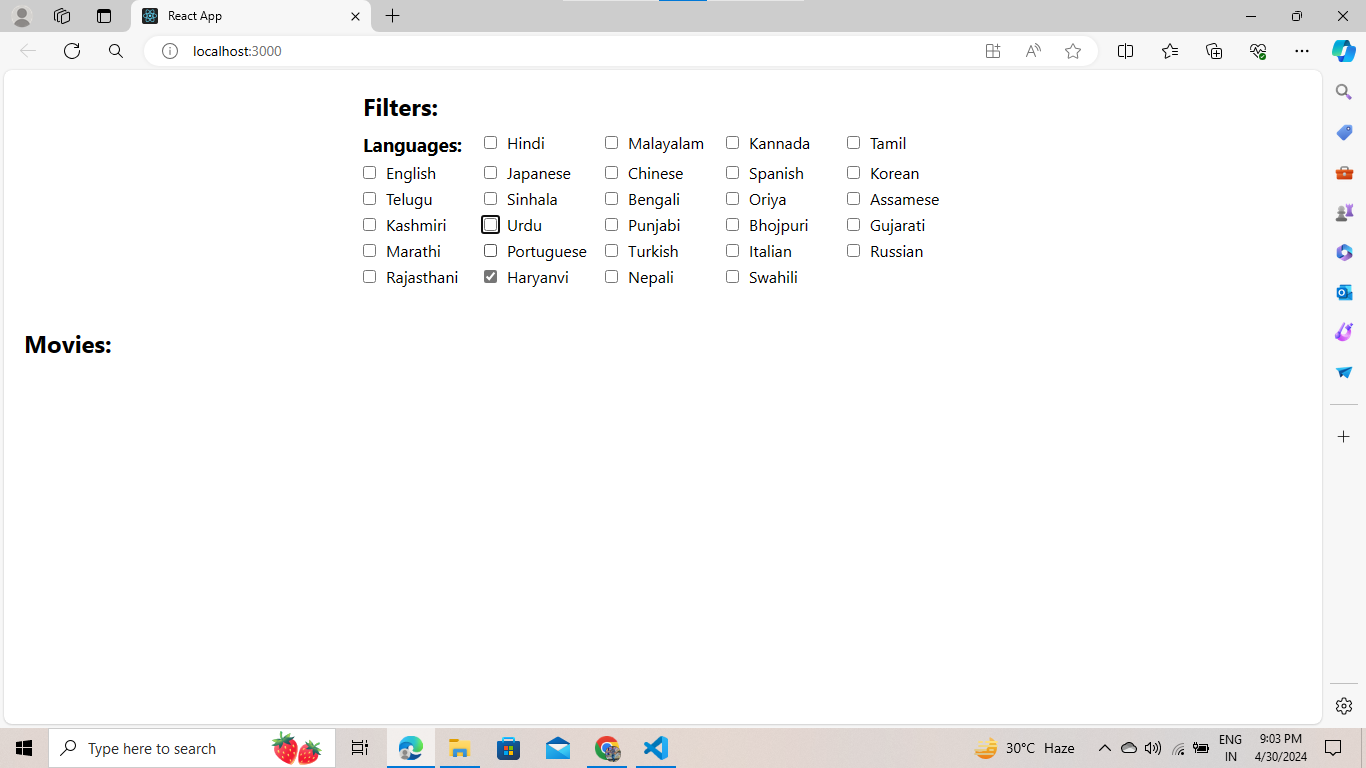 React App
localhost:3000
Filters:
Languages: Hindi Malayalam Kannada Tamil
English Japanese Chinese Spanish Korean
Telugu Sinhala Bengali Oriya Assamese
Kashmiri Urdu Punjabi Bhojpuri Gujarati
Marathi Portuguese Turkish Italian Russian
Rajasthani Haryanvi Nepali Swahili
Movies:
Type here to search
30°C Haze
ENG
IN
9:03 PM
4/30/2024